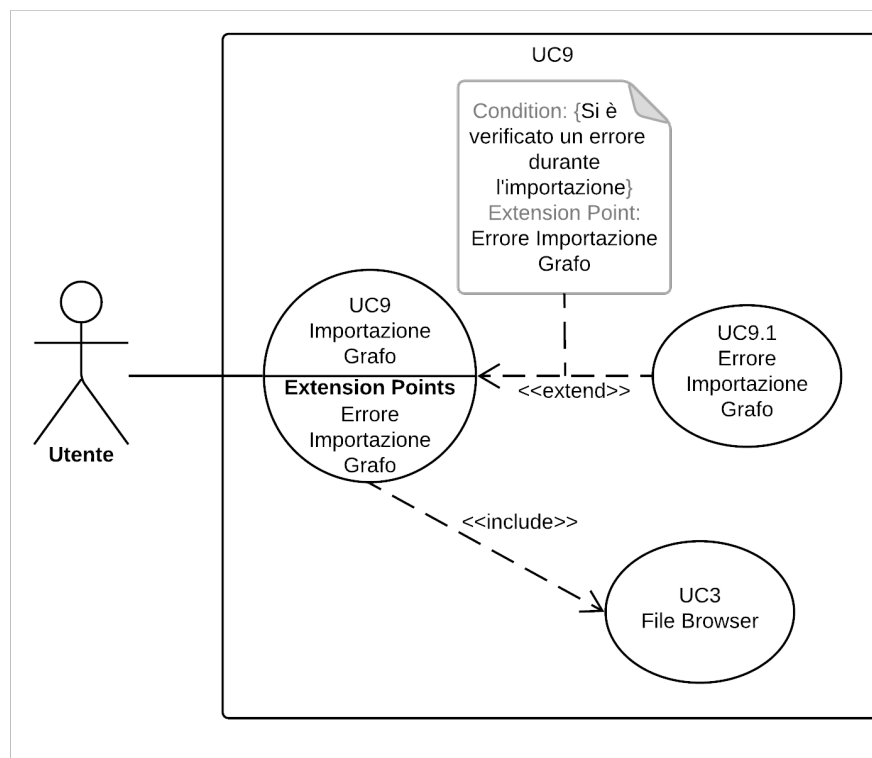 UC9
Condition: {Si è
verificato un errore
durante
l'importazione}
Extension Point:
Errore Importazione
Grafo
UC9
Importazione
Grafo
Extension Points
Errore
Importazione
Grafo
<<extend>>
UC9.1
Errore
Importazione
Grafo
Utente
<<include>>
UC3
File Browser